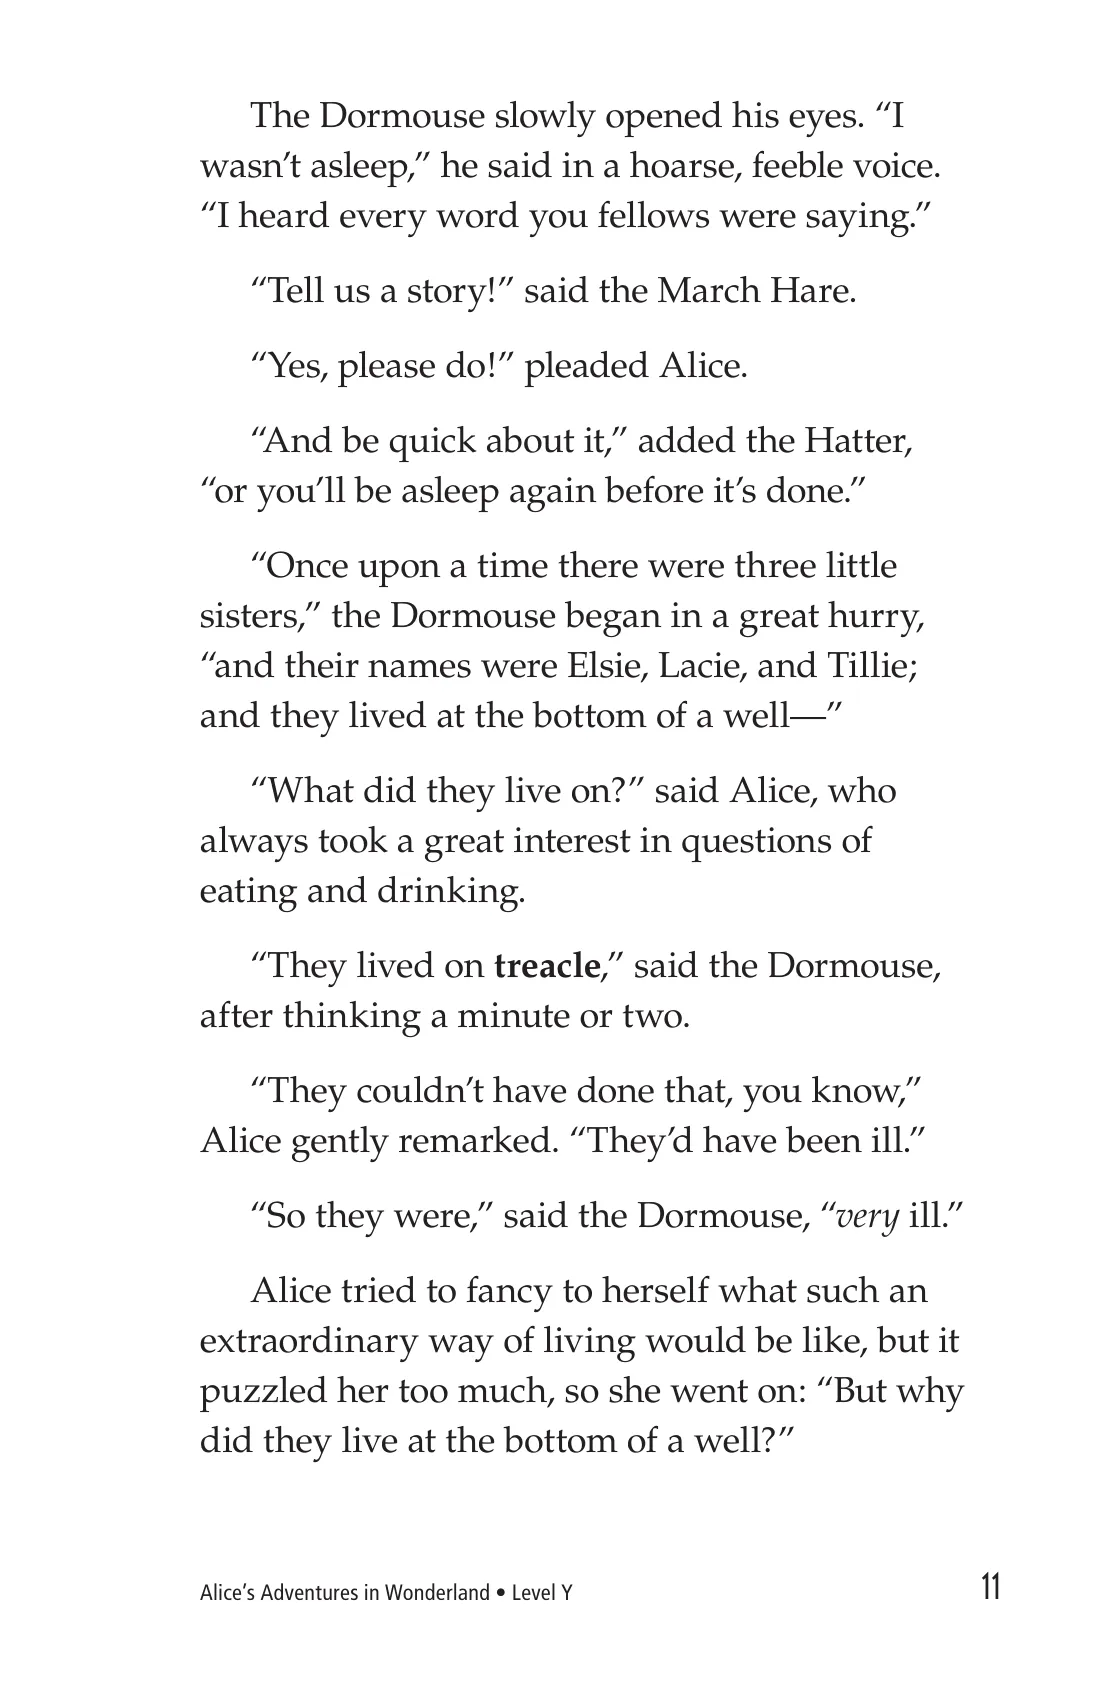 The Dormouse slowly opened his eyes. “I
wasn’t asleep,” he said in a hoarse, feeble voice.
“I heard every word you fellows were saying.”
“Tell us a story!” said the March Hare.
“Yes, please do!” pleaded Alice.
“And be quick about it,” added the Hatter,
“or you’ll be asleep again before it’s done.”
“Once upon a time there were three little
sisters,” the Dormouse began in a great hurry,
“and their names were Elsie, Lacie, and Tillie;
and they lived at the bottom of a well—”
“What did they live on?” said Alice, who
always took a great interest in questions of
eating and drinking.
“They lived on treacle,” said the Dormouse,
after thinking a minute or two.
“They couldn’t have done that, you know,”
Alice gently remarked. “They’d have been ill.”
“So they were,” said the Dormouse, “very ill.”
Alice tried to fancy to herself what such an
extraordinary way of living would be like, but it
puzzled her too much, so she went on: “But why
did they live at the bottom of a well?”
Alice’s Adventures in Wonderland • Level Y 11